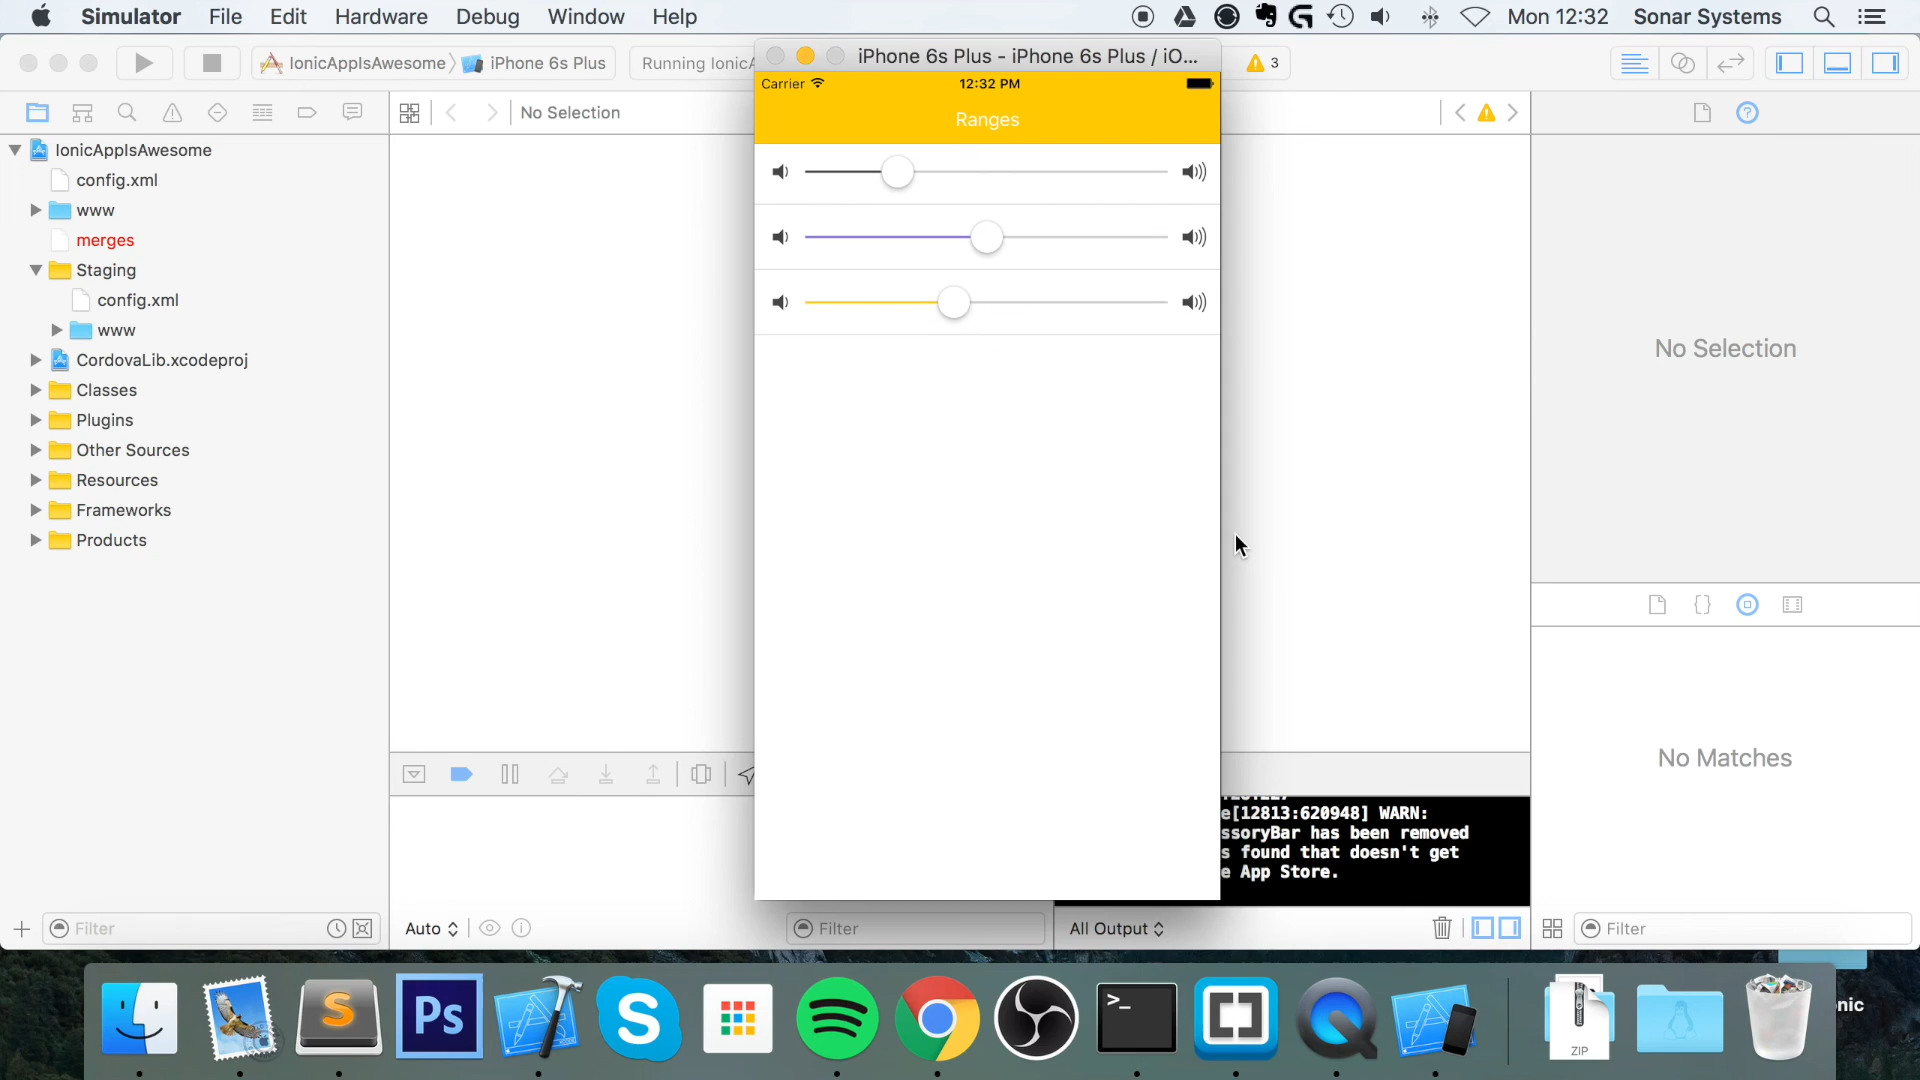 Simulator File Edit Hardware Debug Window Help Mon 12:32 Sonar Systems
IonicAppIsAwesome iPhone 6s Plus Running IonicA
iPhone 6s Plus - iPhone 6s Plus / iO...
3
No Selection
Carrier 12:32 PM
Ranges
IonicAppIsAwesome
config.xml
www
merges
Staging
config.xml
www
CordovaLib.xcodeproj
Classes
Plugins
Other Sources
Resources
Frameworks
Products
No Selection
No Matches
e[12813:620948] WARN:
ssoryBar has been removed
s found that doesn't get
e App Store.
Filter
Auto
Filter
All Output
Filter
S
Ps
S
>_
ZIP
nic